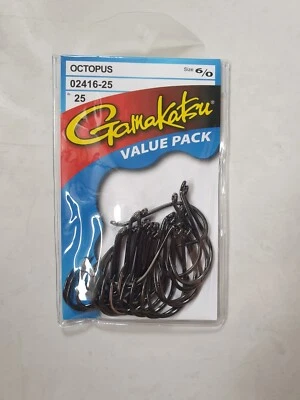 OCTOPUS Size 6/0
02416-25
25
Gamakatsu
VALUE PACK